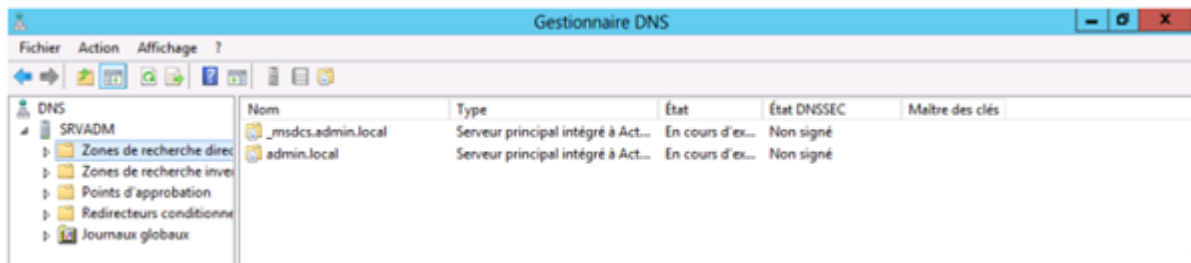 Gestionnaire DNS
Fichier Action Affichage ?
DNS
SRVADM
Zones de recherche direc
Zones de recherche inver
Points d'approbation
Redirecteurs conditionne
Journaux globaux
Nom Type État État DNSSEC Maître des clés
_msdcs.admin.local Serveur principal intégré à Act... En cours d'ex... Non signé
admin.local Serveur principal intégré à Act... En cours d'ex... Non signé